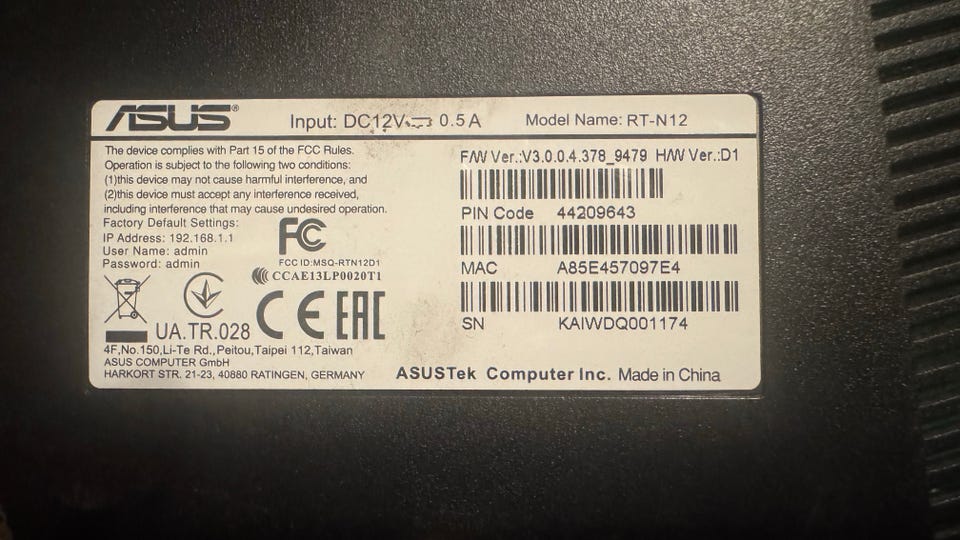 ASUS® Input: DC12V 0.5A Model Name: RT-N12
The device complies with Part 15 of the FCC Rules.
Operation is subject to the following two conditions:
(1)this device may not cause harmful interference, and
(2)this device must accept any interference received,
including interference that may cause undesired operation.
Factory Default Settings:
IP Address: 192.168.1.1
User Name: admin
Password: admin
FC
FCC ID:MSQ-RTN12D1
CCAE13LP0020T1
UA.TR.028
CE EAC
4F,No.150,Li-Te Rd.,Peitou,Taipei 112,Taiwan
ASUS COMPUTER GmbH
HARKORT STR. 21-23, 40880 RATINGEN, GERMANY
F/W Ver.:V3.0.0.4.378_9479 H/W Ver.:D1
PIN Code 44209643
MAC A85E457097E4
SN KAIWDQ001174
ASUSTek Computer Inc. Made in China